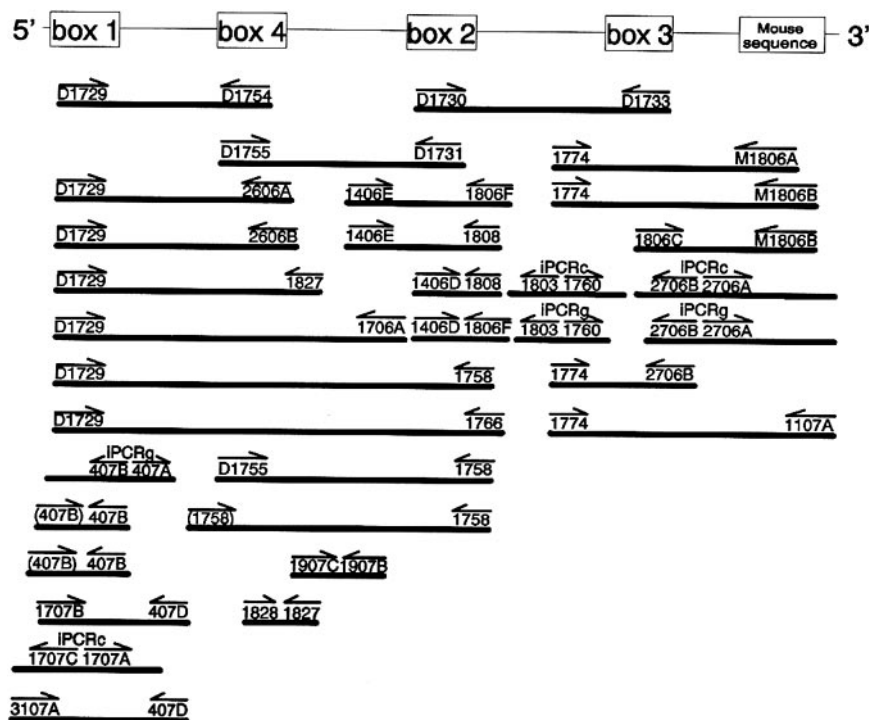 5' box 1 box 4 box 2 box 3 Mouse sequence 3'
D1729 D1754 D1730 D1733
D1755 D1731 1774 M1806A
D1729 2606A 1406E 1806F 1774 M1806B
D1729 2606B 1406E 1808 1806C M1806B
iPCRc iPCRc
D1729 1827 1406D 1808 1803 1760 2706B 2706A
iPCRg iPCRg
D1729 1706A 1406D 1806F 1803 1760 2706B 2706A
D1729 1758 1774 2706B
D1729 1766 1774 1107A
iPCRg
407B 407A D1755 1758
(407B) 407B (1758) 1758
(407B) 407B 1907C 1907B
1707B 407D 1828 1827
iPCRc
1707C 1707A
3107A 407D